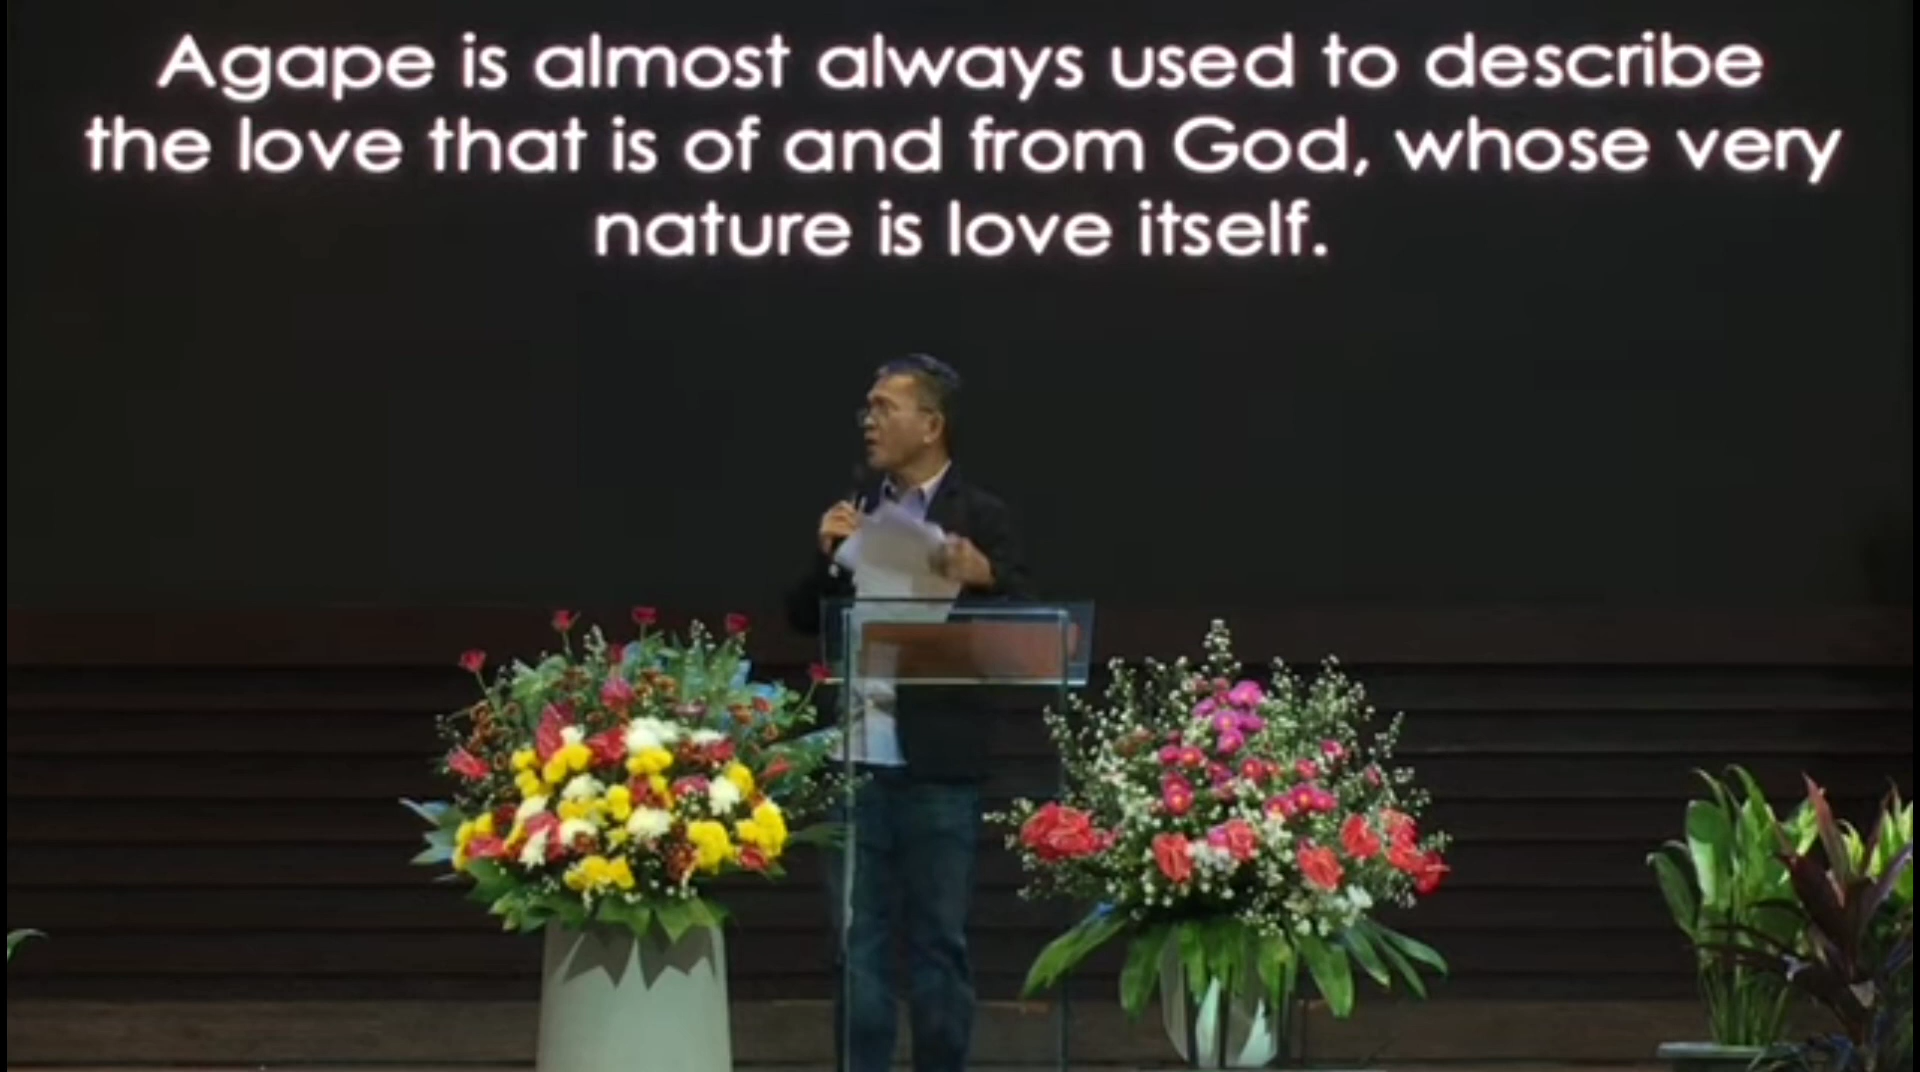 Agape is almost always used to describe
the love that is of and from God, whose very
nature is love itself.